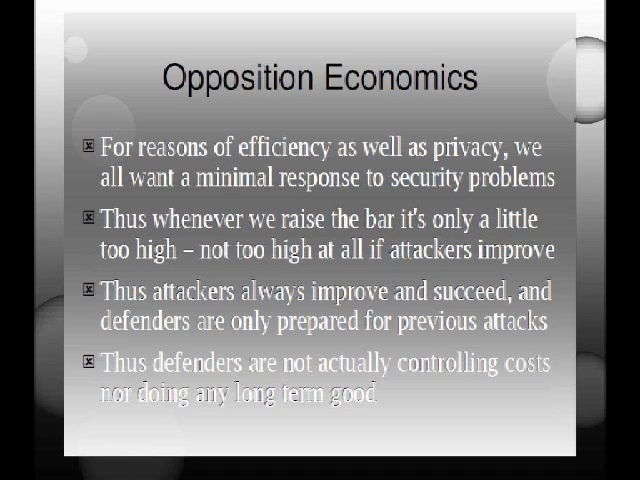 Opposition Economics
For reasons of efficiency as well as privacy, we
all want a minimal response to security problems
Thus whenever we raise the bar it's only a little
too high – not too high at all if attackers improve
Thus attackers always improve and succeed, and
defenders are only prepared for previous attacks
Thus defenders are not actually controlling costs
nor doing any long term good